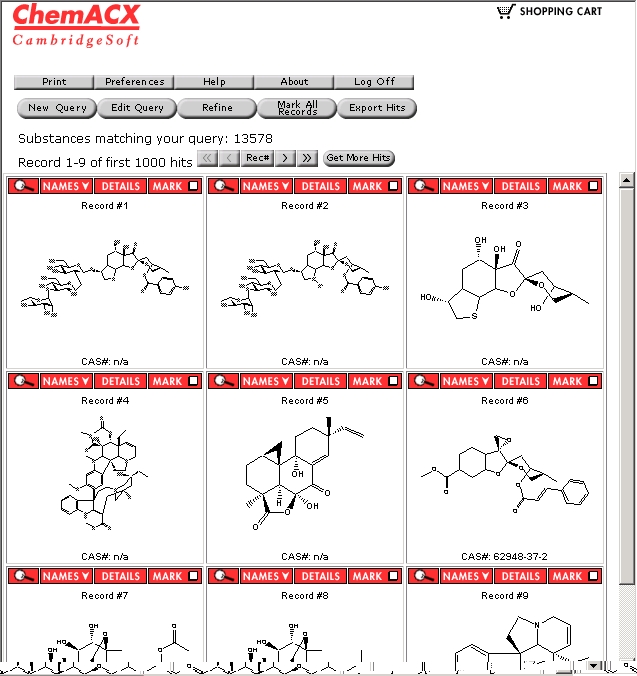 ChemACX
CambridgeSoft
SHOPPING CART
Print Preferences Help About Log Off
New Query Edit Query Refine Mark All Records Export Hits
Substances matching your query: 13578
Record 1-9 of first 1000 hits << < Rec# > >> Get More Hits
NAMES DETAILS MARK NAMES DETAILS MARK NAMES DETAILS MARK
Record #1 Record #2 Record #3
OH OH O O O HO HO S
CAS#: n/a CAS#: n/a CAS#: n/a
NAMES DETAILS MARK NAMES DETAILS MARK NAMES DETAILS MARK
Record #4 Record #5 Record #6
OH H O OH O O
CAS#: n/a CAS#: n/a CAS#: 62948-37-2
NAMES DETAILS MARK NAMES DETAILS MARK NAMES DETAILS MARK
Record #7 Record #8 Record #9
OH HO OH O OH HO OH N